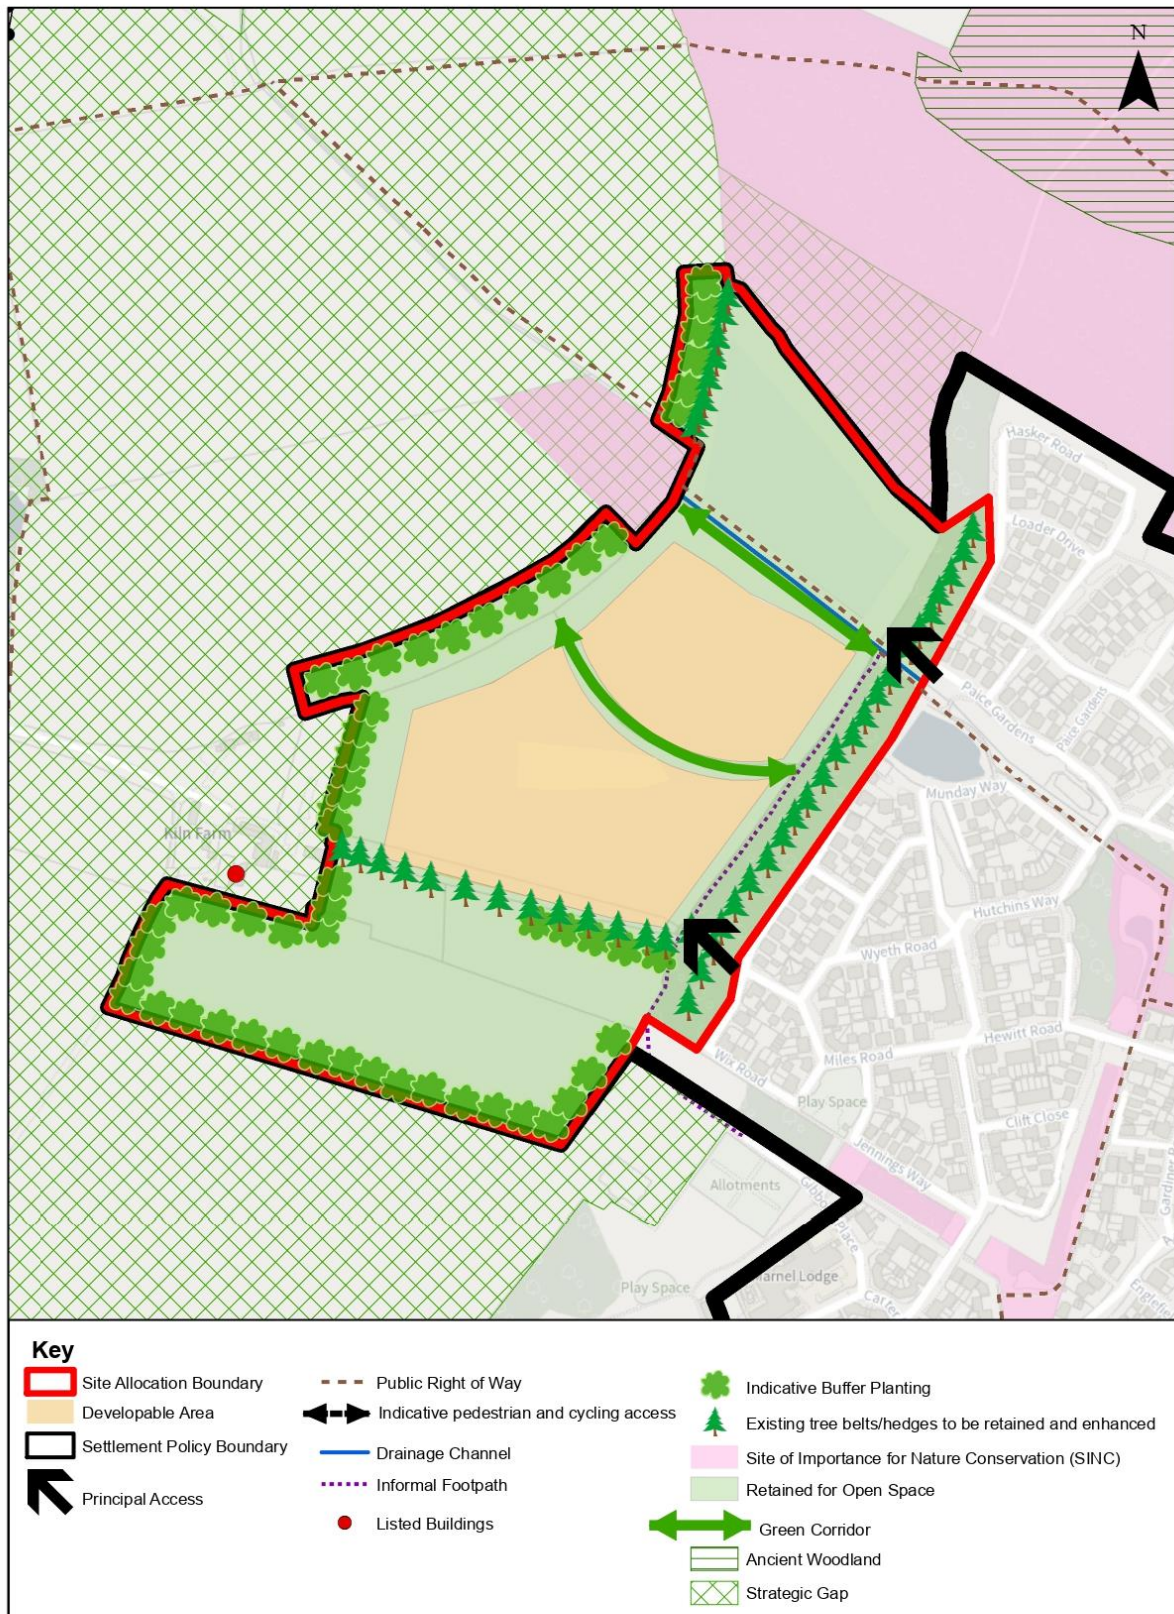 N
Hasker Road
Loader Drive
Paice Gardens
Paice Gardens
Munday Way
Kiln Farm
Hutchins Way
Wyeth Road
Hewitt Road
Miles Road
Wix Road
Play Space
Clift Close
Jennings Way
Allotments
Place
Play Space
Marnel Lodge
Key
Site Allocation Boundary
Developable Area
Settlement Policy Boundary
Principal Access
Public Right of Way
Indicative pedestrian and cycling access
Drainage Channel
Informal Footpath
Listed Buildings
Indicative Buffer Planting
Existing tree belts/hedges to be retained and enhanced
Site of Importance for Nature Conservation (SINC)
Retained for Open Space
Green Corridor
Ancient Woodland
Strategic Gap